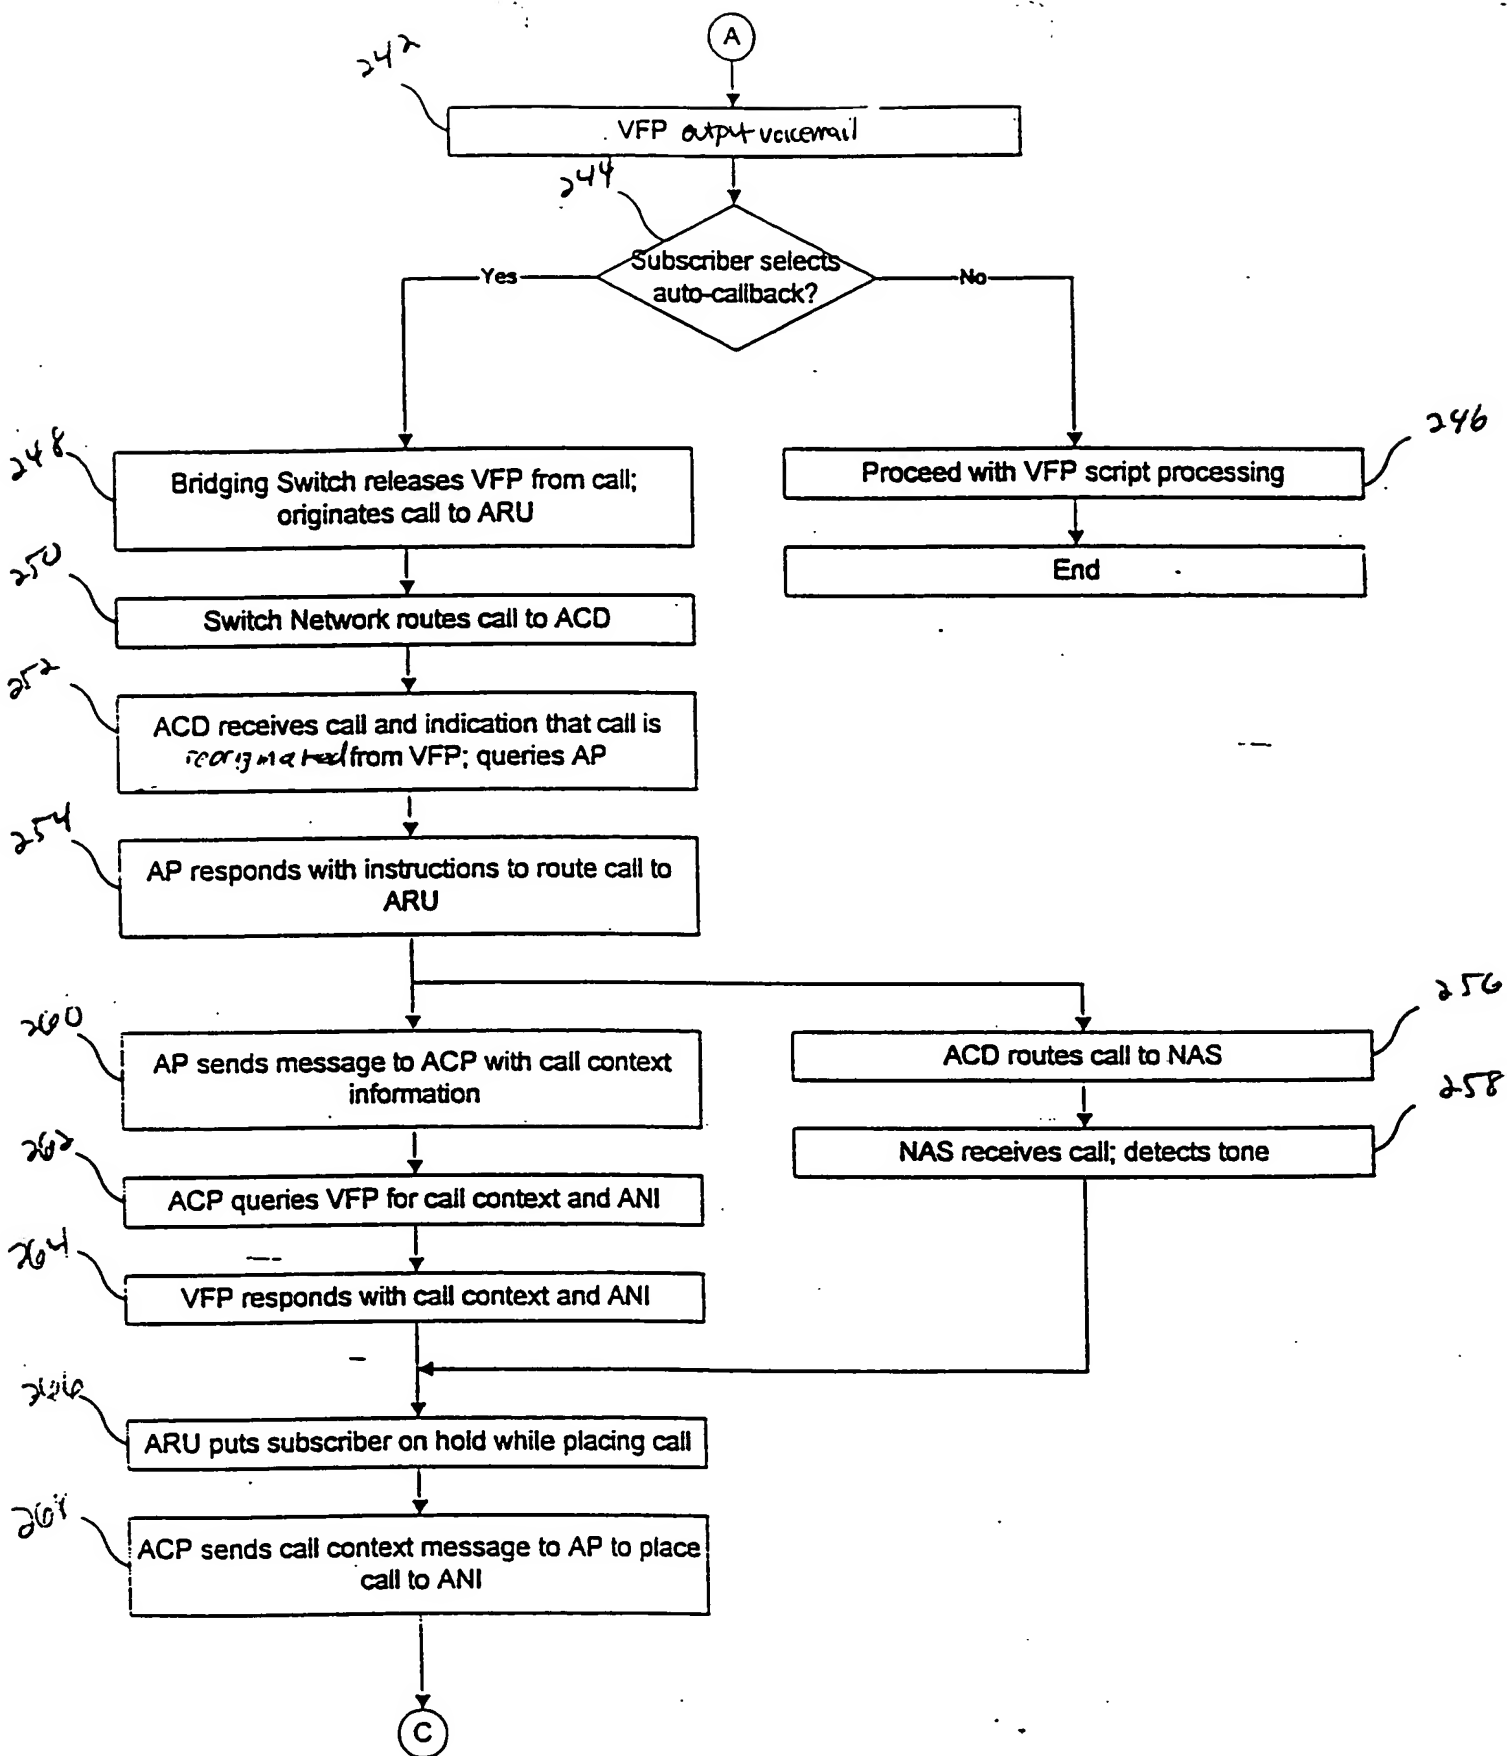 A
242
VFP output voicemail
244
Subscriber selects
auto-callback?
Yes
No
248
Bridging Switch releases VFP from call;
originates call to ARU
246
Proceed with VFP script processing
250
End
Switch Network routes call to ACD
252
ACD receives call and indication that call is
reoriginated from VFP; queries AP
254
AP responds with instructions to route call to
ARU
256
260
AP sends message to ACP with call context
information
ACD routes call to NAS
258
NAS receives call; detects tone
262
ACP queries VFP for call context and ANI
264
VFP responds with call context and ANI
266
ARU puts subscriber on hold while placing call
ACP sends call context message to AP to place
call to ANI
C